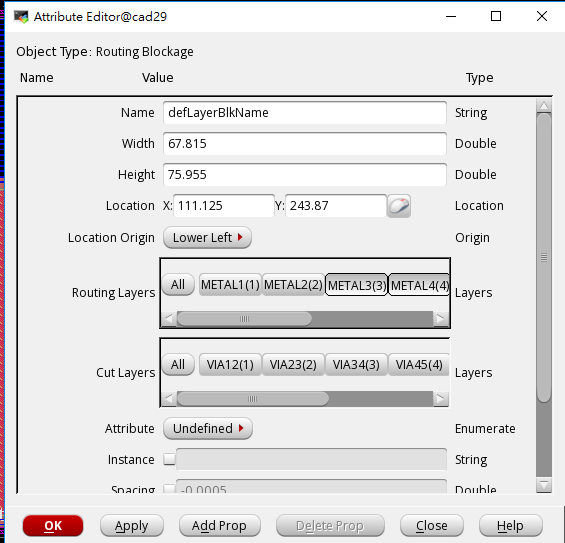 Attribute Editor@cad29
Object Type: Routing Blockage
Name Value Type
Name defLayerBlkName String
Width 67.815 Double
Height 75.955 Double
Location X: 111.125 Y: 243.87 Location
Location Origin Lower Left Origin
Routing Layers All METAL1(1) METAL2(2) METAL3(3) METAL4(4) Layers
Cut Layers All VIA12(1) VIA23(2) VIA34(3) VIA45(4) Layers
Attribute Undefined Enumerate
Instance String
Spacing -0.0005 Double
OK Apply Add Prop Delete Prop Close Help